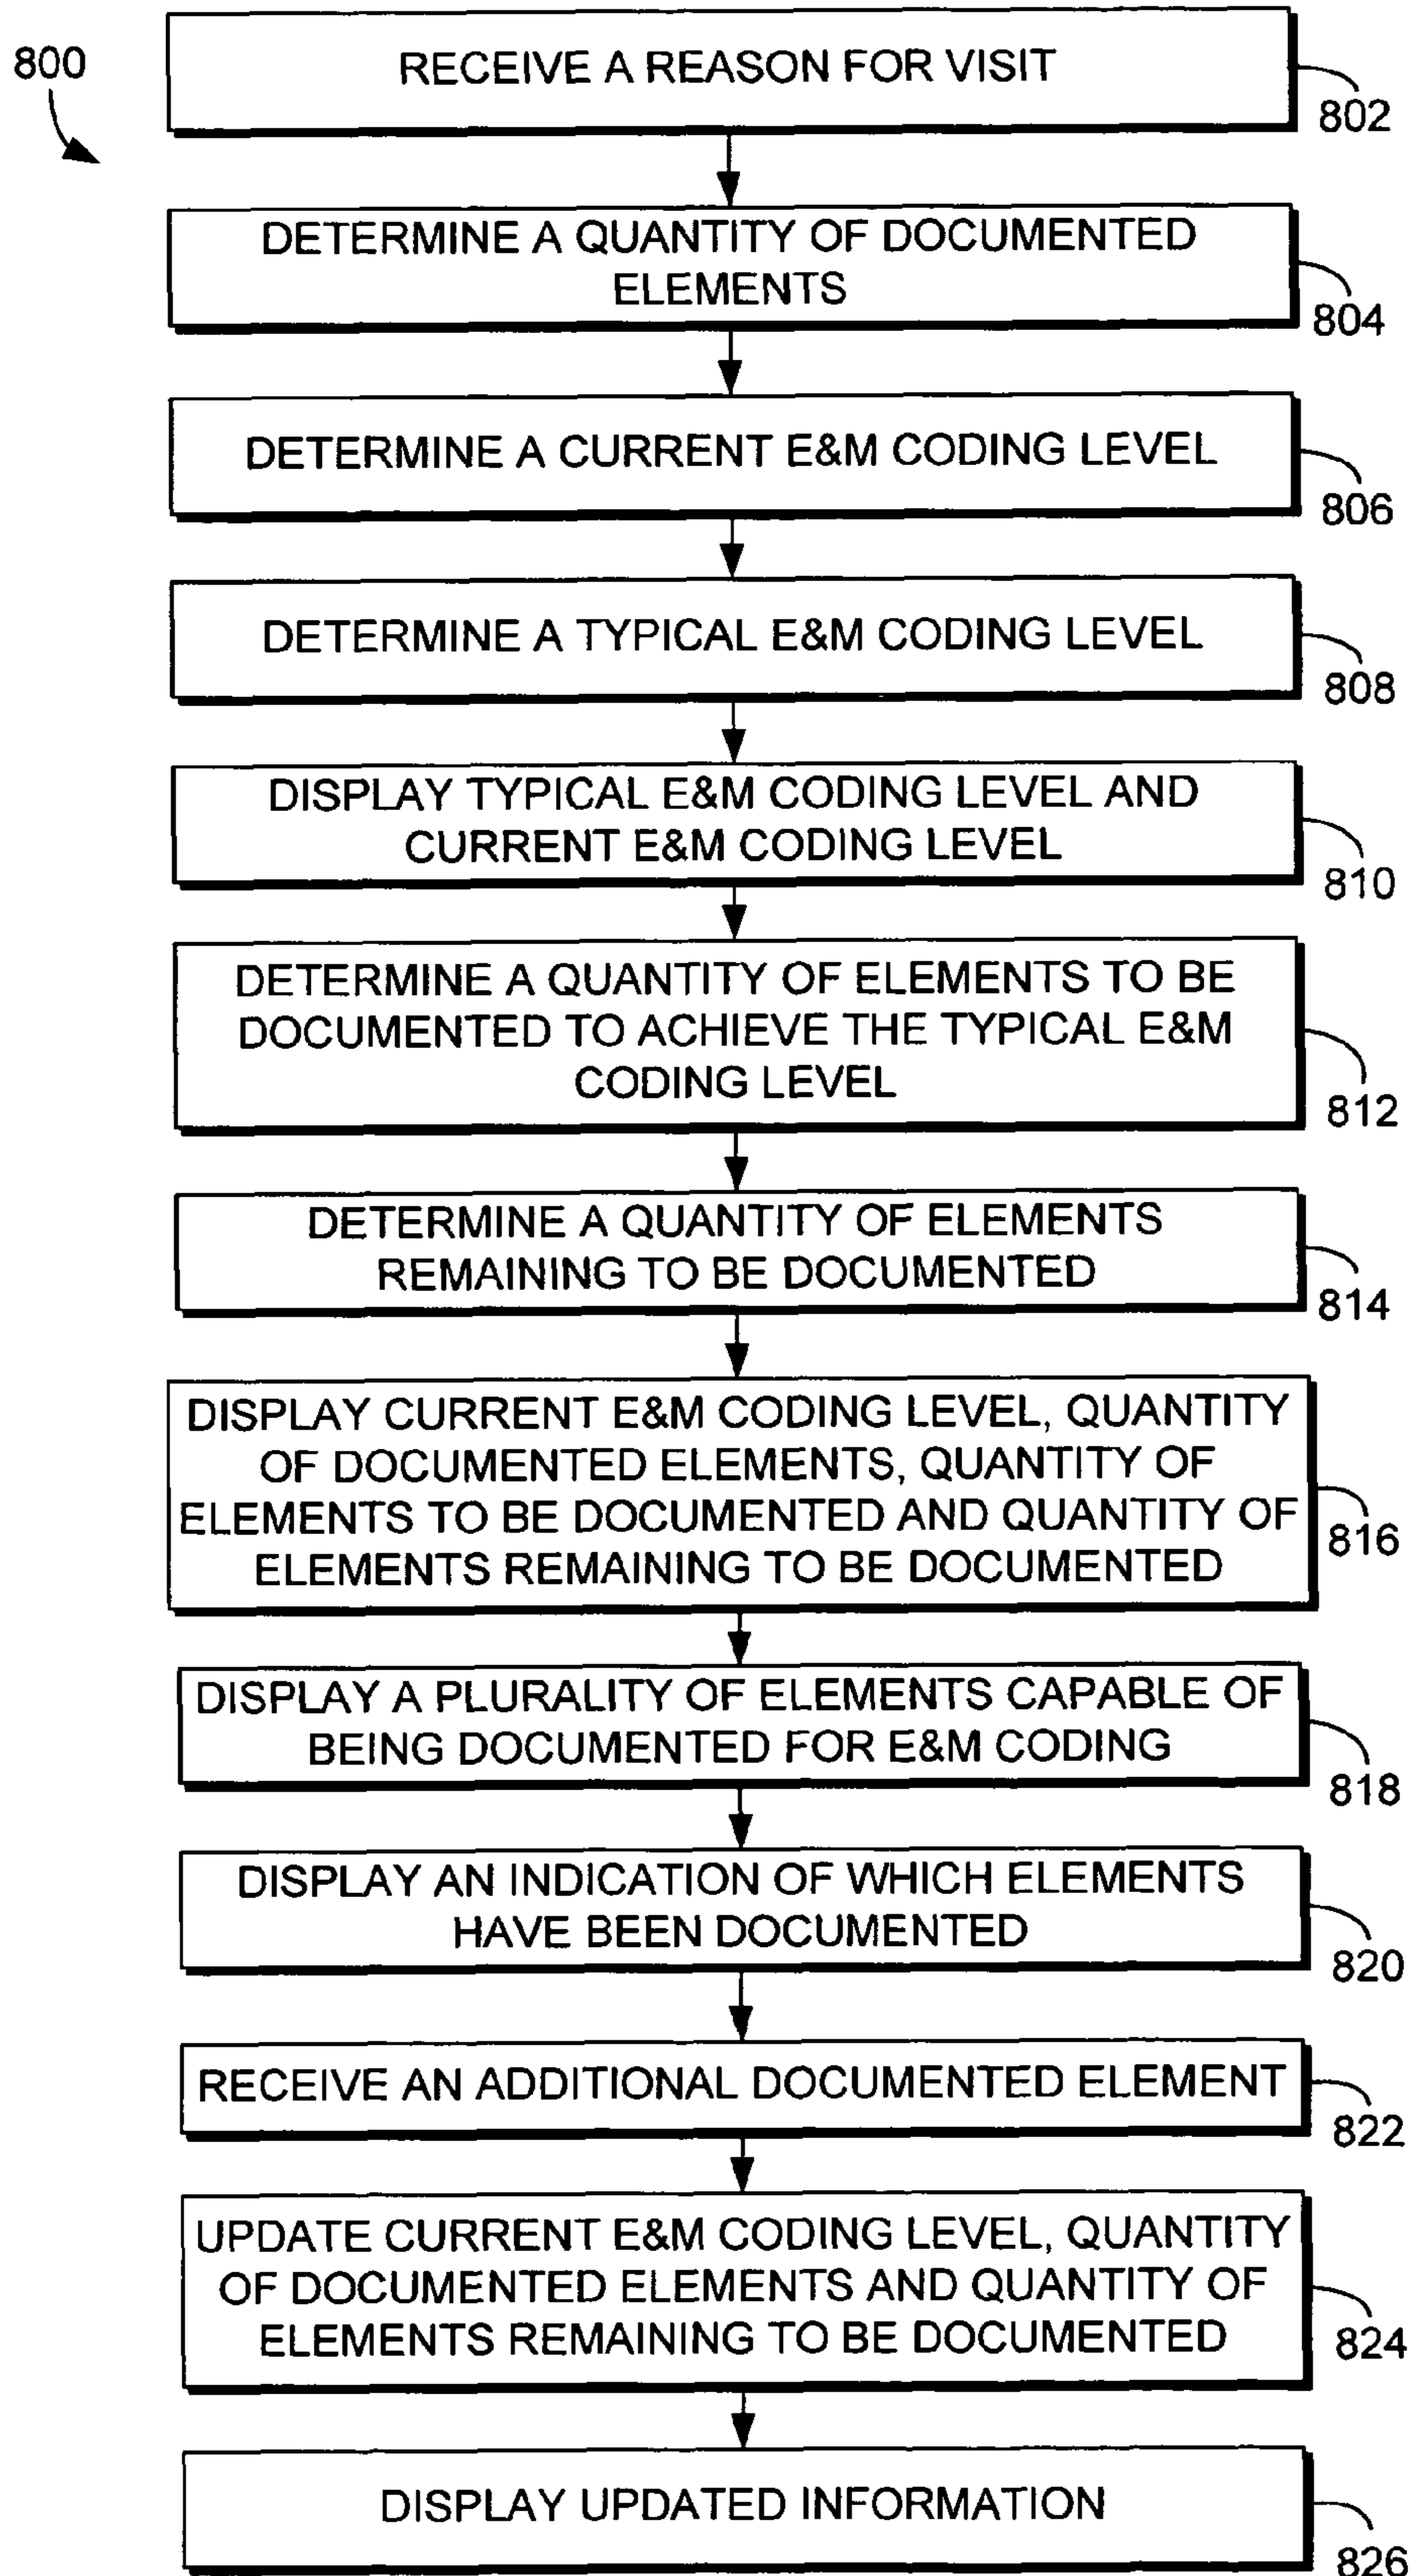 800
RECEIVE A REASON FOR VISIT
802
DETERMINE A QUANTITY OF DOCUMENTED
ELEMENTS
804
DETERMINE A CURRENT E&M CODING LEVEL
806
DETERMINE A TYPICAL E&M CODING LEVEL
808
DISPLAY TYPICAL E&M CODING LEVEL AND
CURRENT E&M CODING LEVEL
810
DETERMINE A QUANTITY OF ELEMENTS TO BE
DOCUMENTED TO ACHIEVE THE TYPICAL E&M
CODING LEVEL
812
DETERMINE A QUANTITY OF ELEMENTS
REMAINING TO BE DOCUMENTED
814
DISPLAY CURRENT E&M CODING LEVEL, QUANTITY
OF DOCUMENTED ELEMENTS, QUANTITY OF
ELEMENTS TO BE DOCUMENTED AND QUANTITY OF
ELEMENTS REMAINING TO BE DOCUMENTED
816
DISPLAY A PLURALITY OF ELEMENTS CAPABLE OF
BEING DOCUMENTED FOR E&M CODING
818
DISPLAY AN INDICATION OF WHICH ELEMENTS
HAVE BEEN DOCUMENTED
820
RECEIVE AN ADDITIONAL DOCUMENTED ELEMENT
822
UPDATE CURRENT E&M CODING LEVEL, QUANTITY
OF DOCUMENTED ELEMENTS AND QUANTITY OF
ELEMENTS REMAINING TO BE DOCUMENTED
824
DISPLAY UPDATED INFORMATION
826